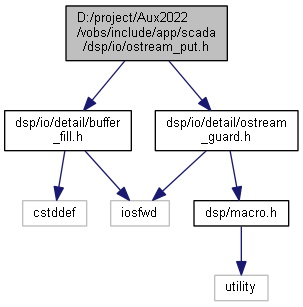 D:/project/Aux2022
/vobs/include/app/scada
/dsp/io/ostream_put.h
dsp/io/detail/buffer
_fill.h
dsp/io/detail/ostream
_guard.h
cstddef
iosfwd
dsp/macro.h
utility